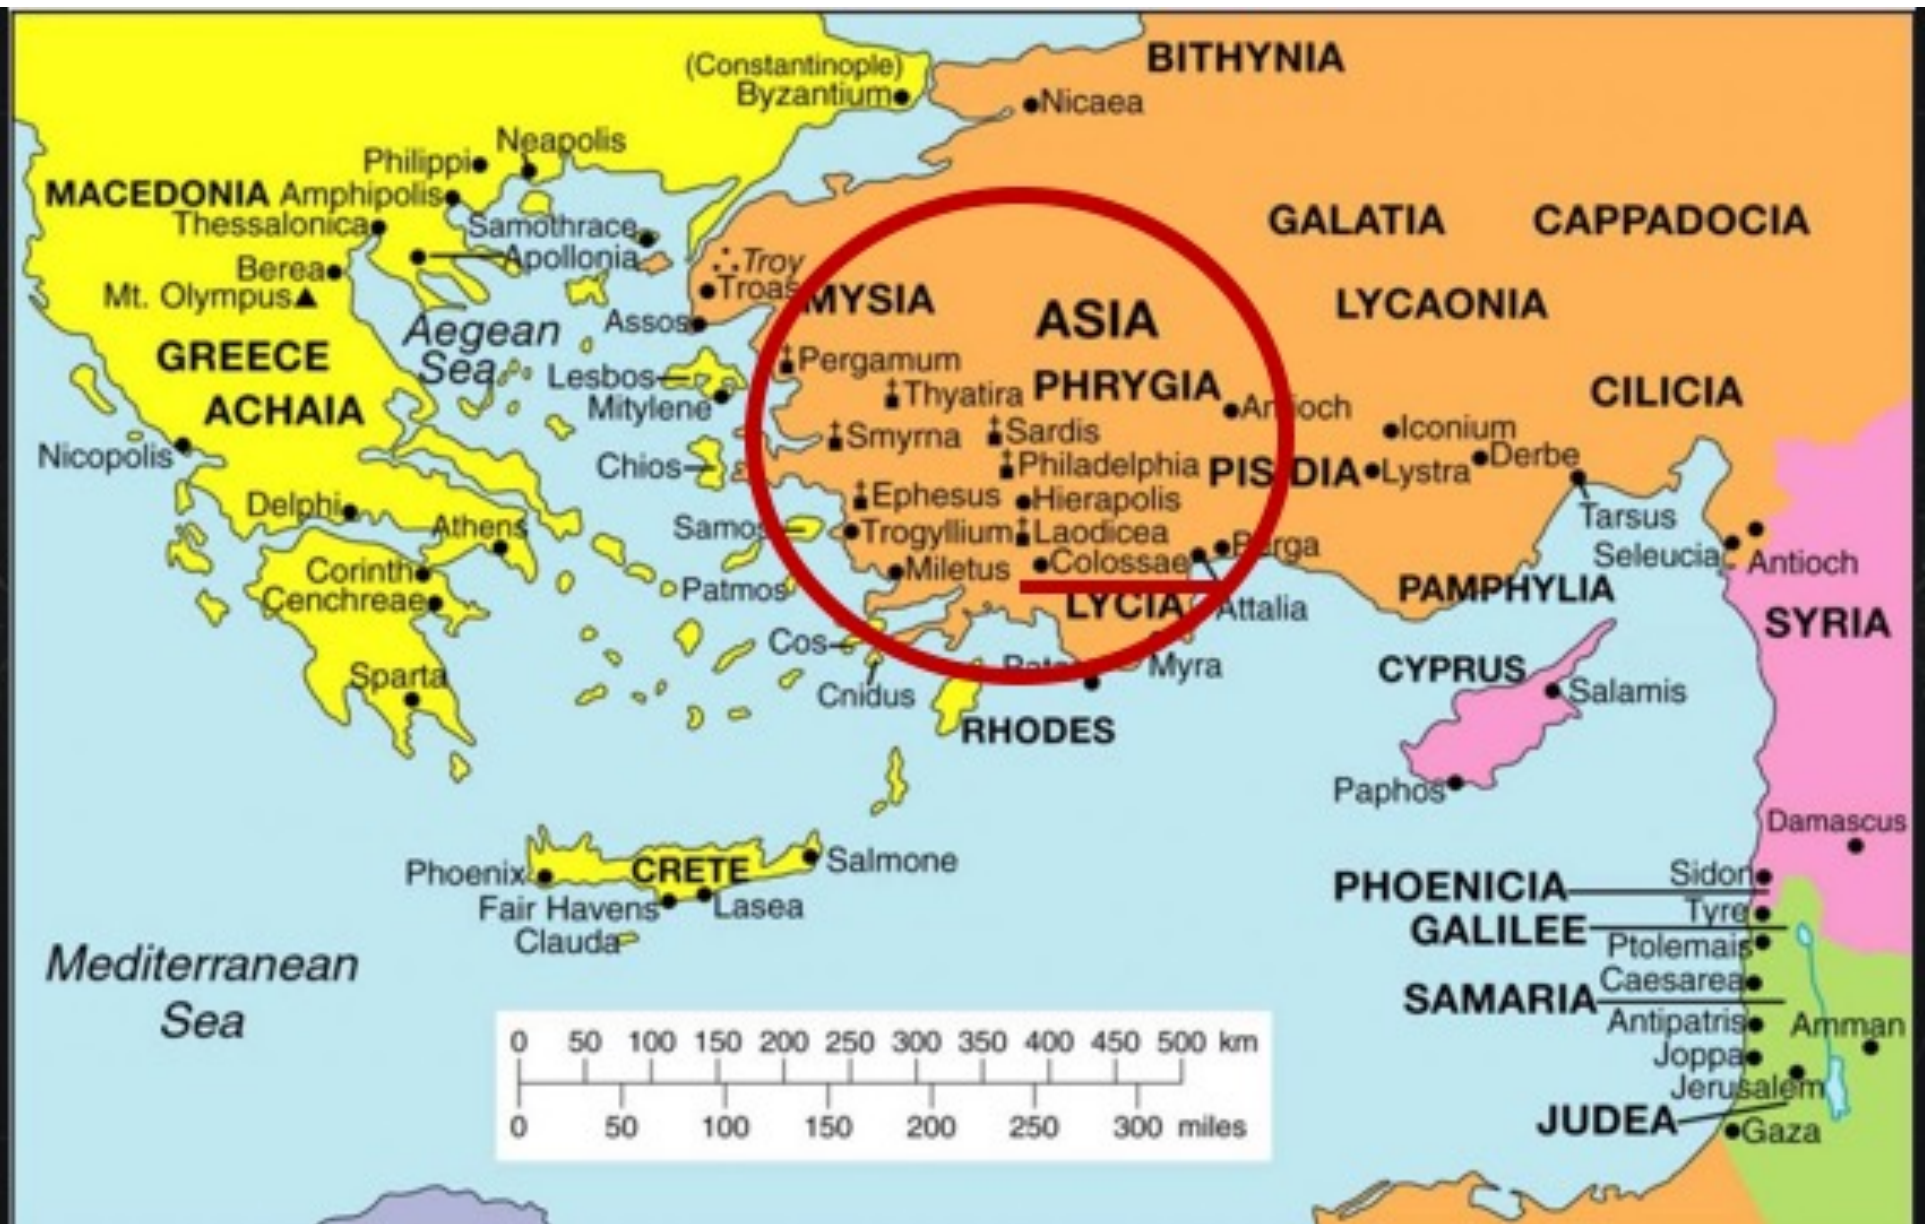 BITHYNIA
(Constantinople)
Byzantium
Nicaea
Neapolis
Philippi
MACEDONIA Amphipolis
Thessalonica
Samothrace
GALATIA
CAPPADOCIA
Apollonia
Berea
Troy
Mt. Olympus
Troas
MYSIA
ASIA
LYCAONIA
Aegean
Sea
Assos
GREECE
Pergamum
Lesbos
Thyatira
PHRYGIA
CILICIA
Mitylene
ACHAIA
Antioch
Smyrna
Sardis
Iconium
Nicopolis
Chios
Philadelphia
PISIDIA
Lystra
Derbe
Delphi
Ephesus
Hierapolis
Athens
Samos
Trogyllium
Laodicea
Tarsus
Perga
Seleucia
Antioch
Corinth
Miletus
Colossae
Cenchreae
Patmos
LYCIA
Attalia
PAMPHYLIA
SYRIA
Cos
Myra
CYPRUS
Sparta
Cnidus
Salamis
RHODES
Paphos
Damascus
Phoenix
CRETE
Salmone
Fair Havens
Lasea
Clauda
PHOENICIA
Sidon
Tyre
GALILEE
Ptolemais
Mediterranean
Sea
Caesarea
SAMARIA
Antipatris
Amman
Joppa
Jerusalem
JUDEA
Gaza
0 50 100 150 200 250 300 350 400 450 500 km
0 50 100 150 200 250 300 miles